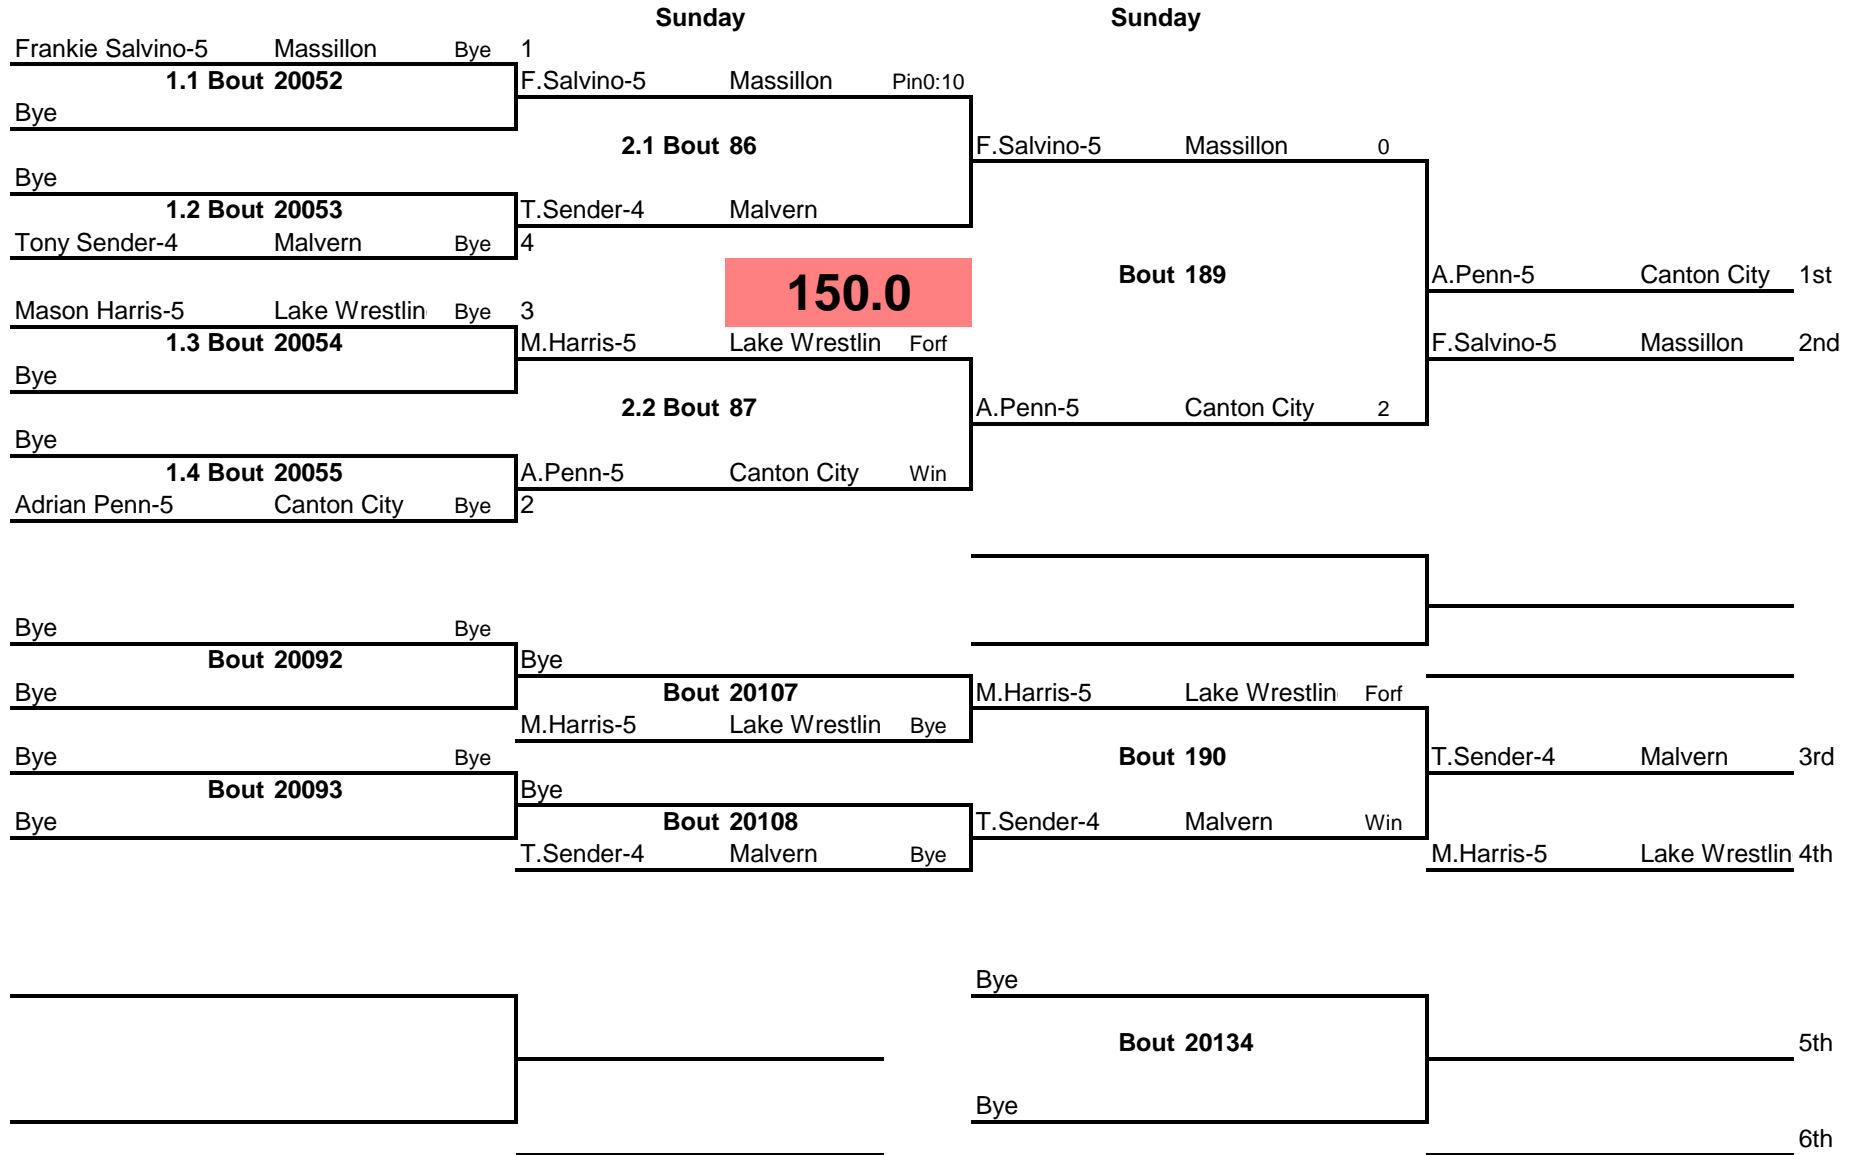 Sunday Sunday
Frankie Salvino-5 Massillon Bye 1
1.1 Bout 20052 F.Salvino-5 Massillon Pin0:10
Bye
2.1 Bout 86 F.Salvino-5 Massillon 0
Bye
1.2 Bout 20053 T.Sender-4 Malvern
Tony Sender-4 Malvern Bye 4
150.0 Bout 189 A.Penn-5 Canton City 1st
Mason Harris-5 Lake Wrestlin Bye 3
1.3 Bout 20054 M.Harris-5 Lake Wrestlin Forf F.Salvino-5 Massillon 2nd
Bye
2.2 Bout 87 A.Penn-5 Canton City 2
Bye
1.4 Bout 20055 A.Penn-5 Canton City Win
Adrian Penn-5 Canton City Bye 2
Bye Bye
Bout 20092 Bye
Bye Bout 20107 M.Harris-5 Lake Wrestlin Forf
M.Harris-5 Lake Wrestlin Bye
Bye Bye Bout 190 T.Sender-4 Malvern 3rd
Bout 20093 Bye
Bye Bout 20108 T.Sender-4 Malvern Win
T.Sender-4 Malvern Bye M.Harris-5 Lake Wrestlin 4th
Bye
Bout 20134 5th
Bye
6th